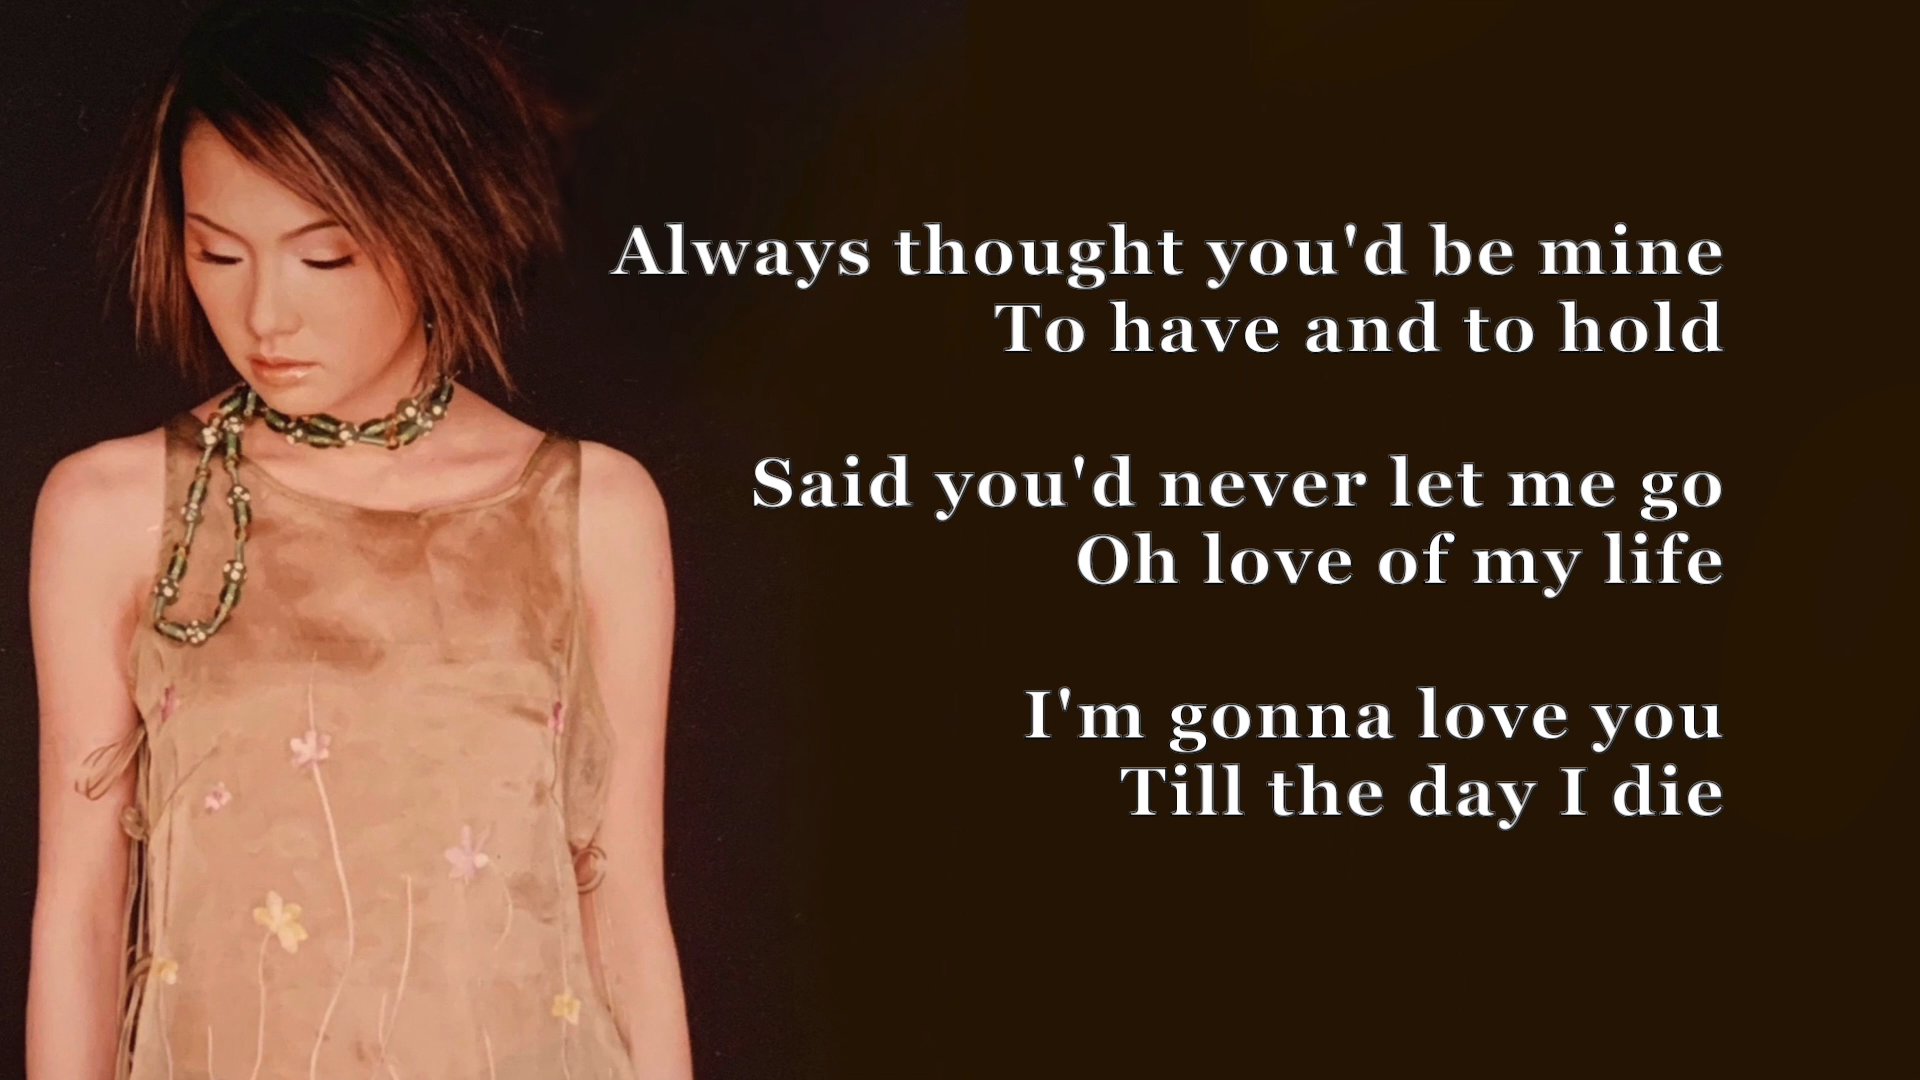 Always thought you'd be mine
To have and to hold
Said you'd never let me go
Oh love of my life
I'm gonna love you
Till the day I die